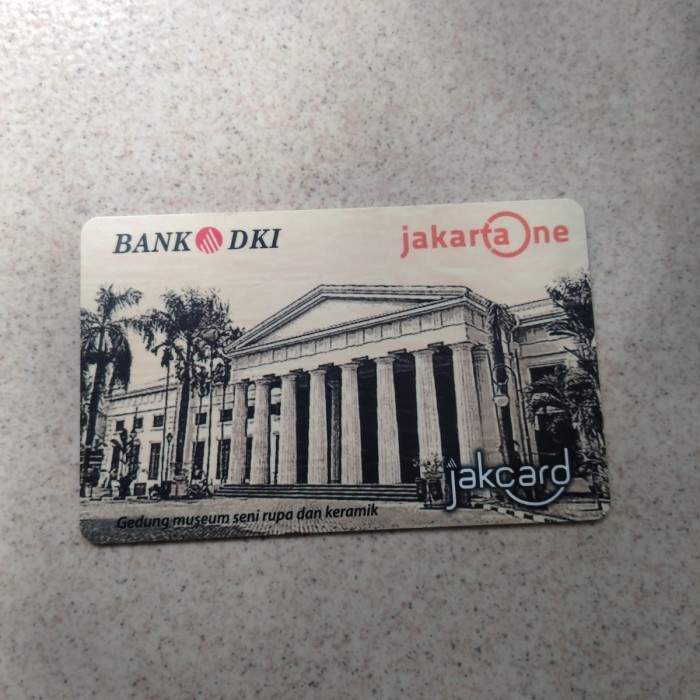 BANK DKI
jakartaOne
jakcard
Gedung museum seni rupa dan keramik